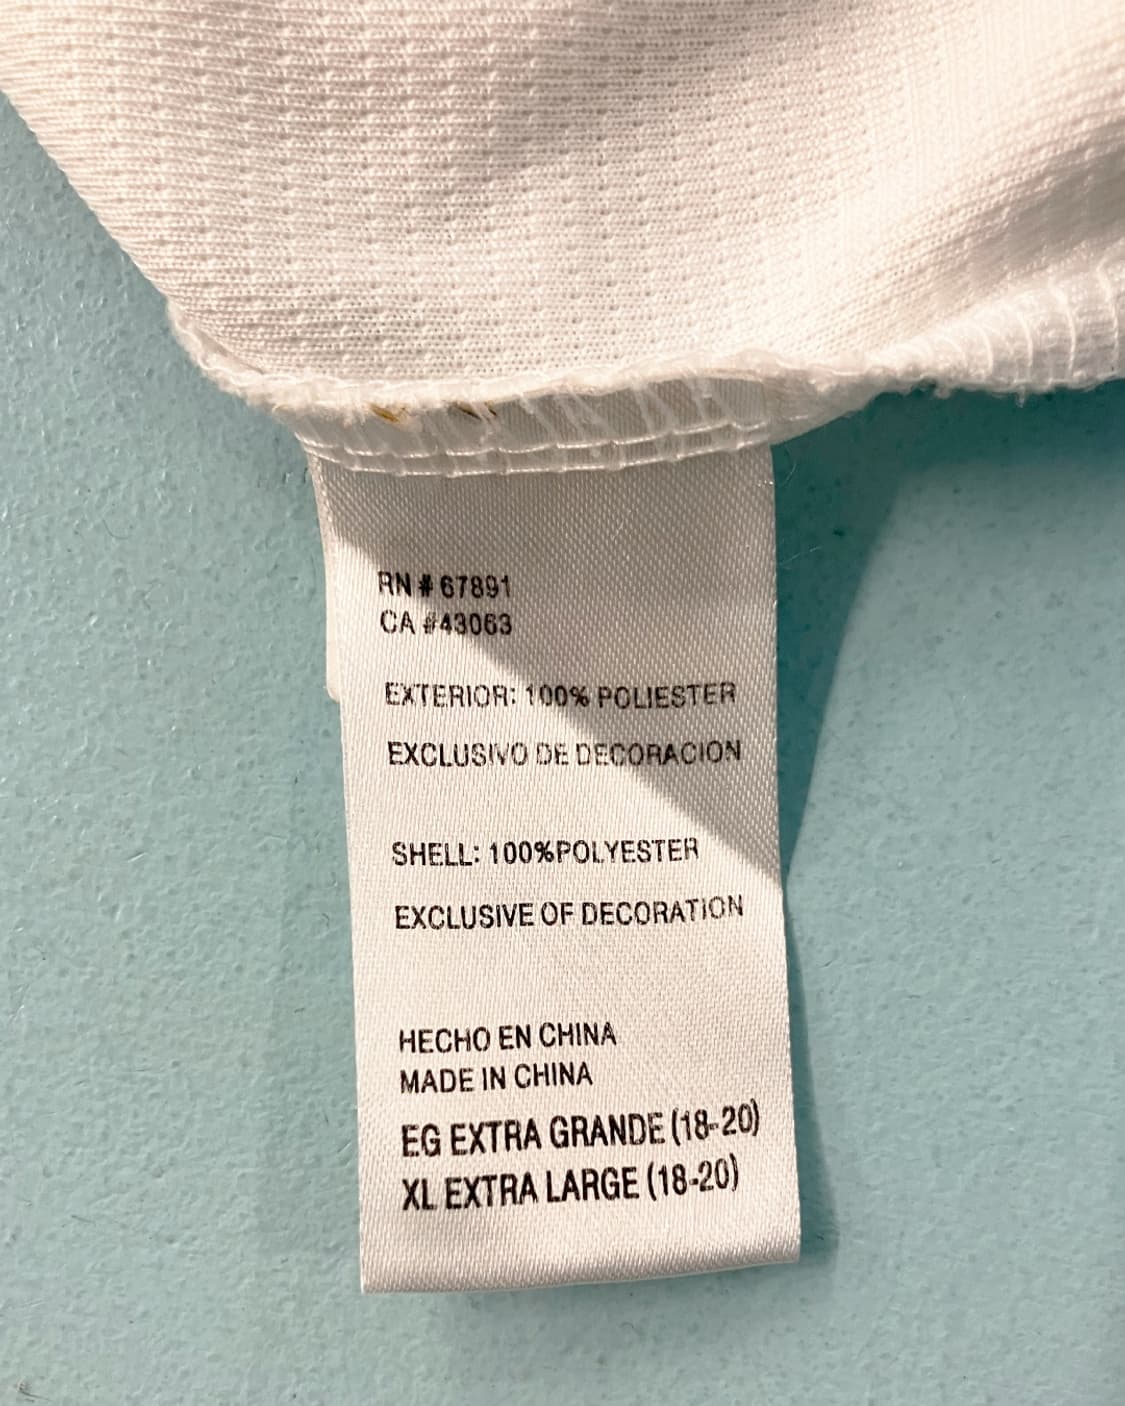 RN # 67891
CA #43063
EXTERIOR: 100% POLIESTER
EXCLUSIVO DE DECORACION
SHELL: 100%POLYESTER
EXCLUSIVE OF DECORATION
HECHO EN CHINA
MADE IN CHINA
EG EXTRA GRANDE (18-20)
XL EXTRA LARGE (18-20)